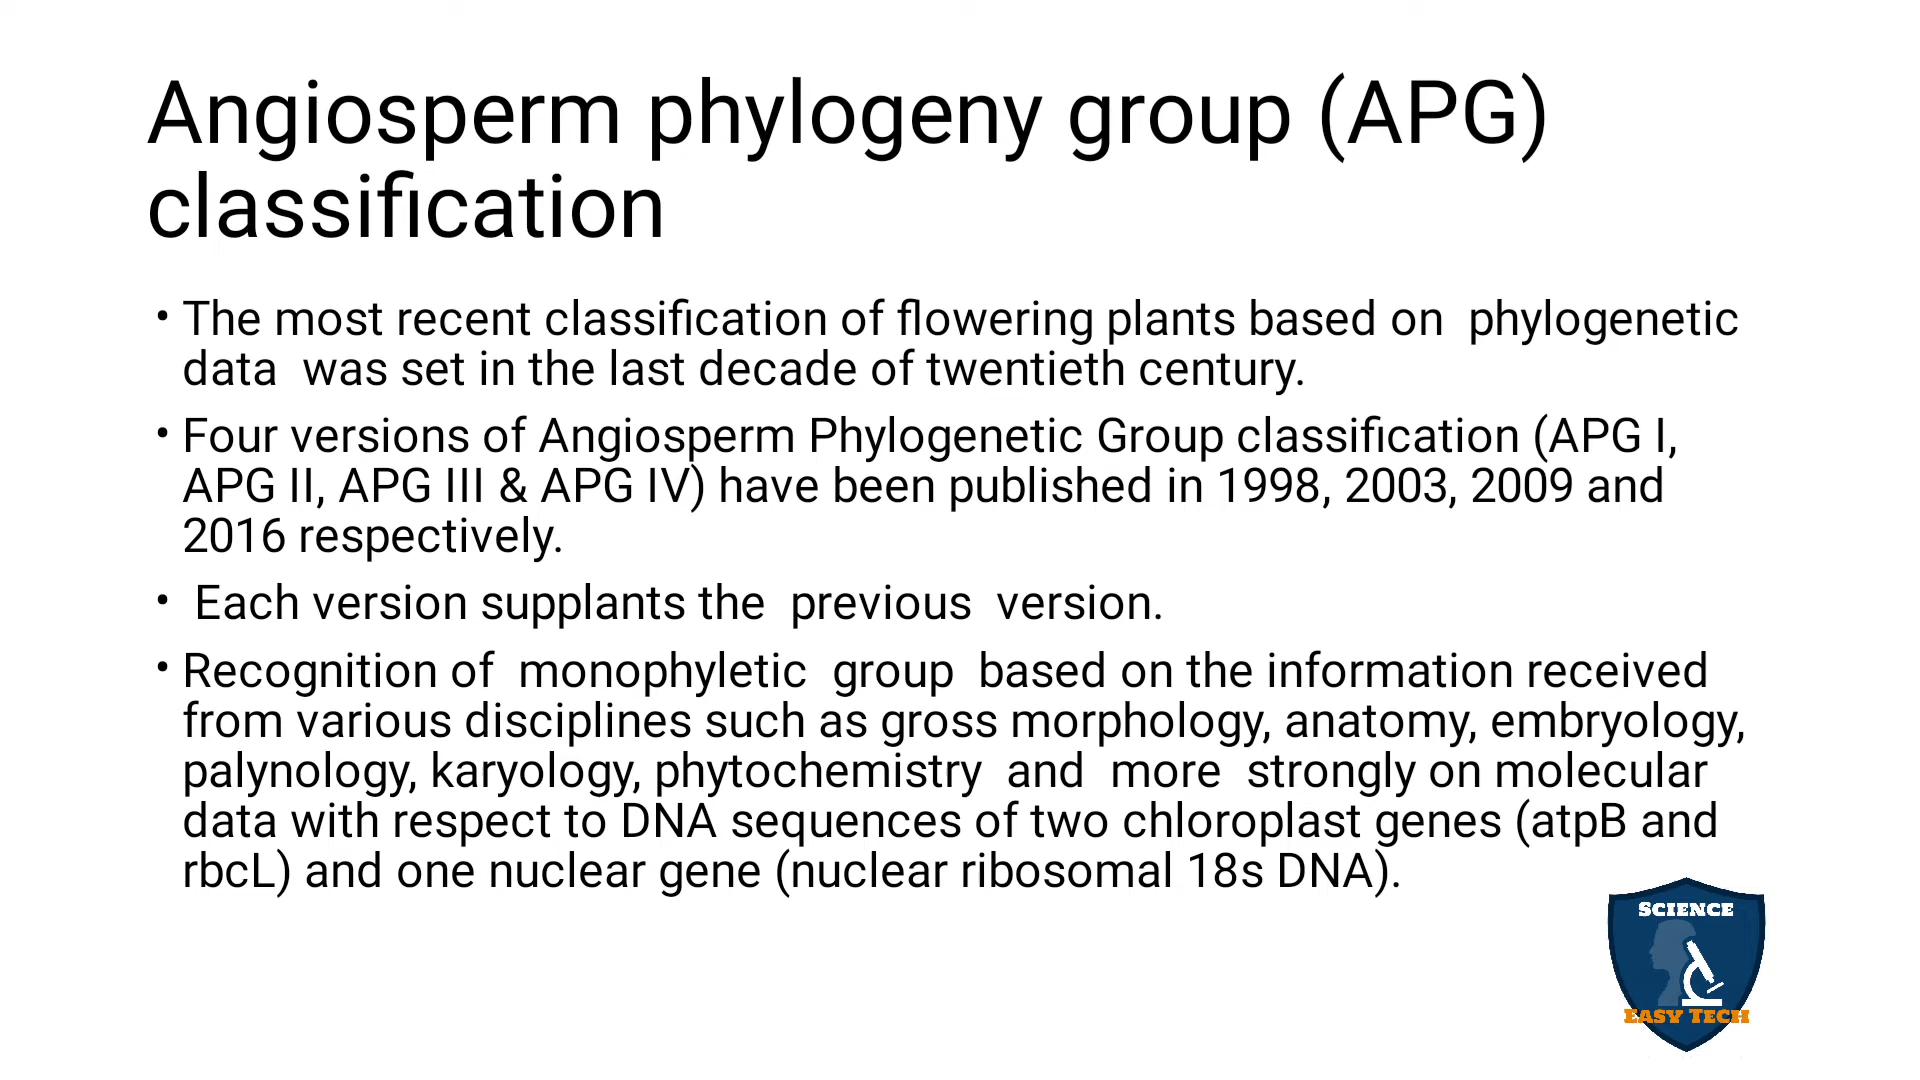 Angiosperm phylogeny group (APG)
classification
• The most recent classification of flowering plants based on  phylogenetic
data  was set in the last decade of twentieth century.
• Four versions of Angiosperm Phylogenetic Group classification (APG I,
APG II, APG III & APG IV) have been published in 1998, 2003, 2009 and
2016 respectively.
•  Each version supplants the  previous  version.
• Recognition of  monophyletic  group  based on the information received
from various disciplines such as gross morphology, anatomy, embryology,
palynology, karyology, phytochemistry  and  more  strongly on molecular
data with respect to DNA sequences of two chloroplast genes (atpB and
rbcL) and one nuclear gene (nuclear ribosomal 18s DNA).
SCIENCE
EASY TECH